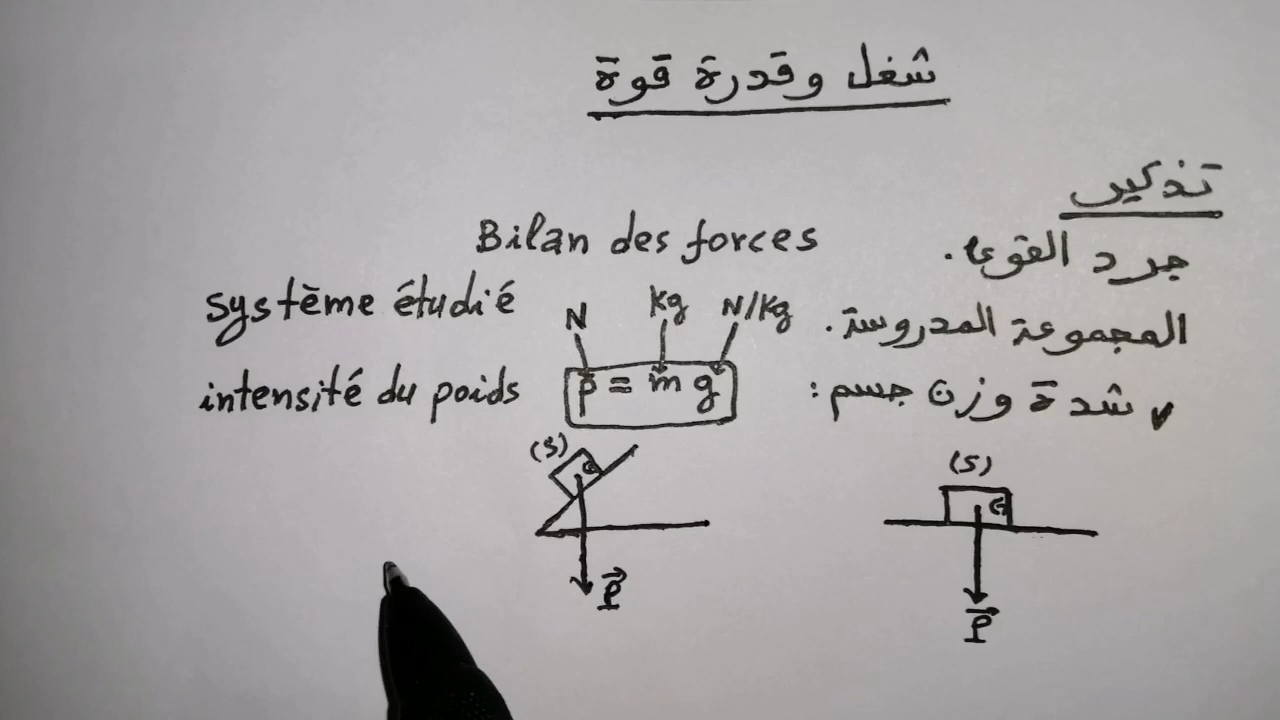 شغل و قدرة قوة
تذكير
جرد القوى. Bilan des forces
المجموعة المدروسة. système étudié
N kg N/kg
شدة وزن جسم: p = m g intensité du poids
(S) (S)
G G
P P